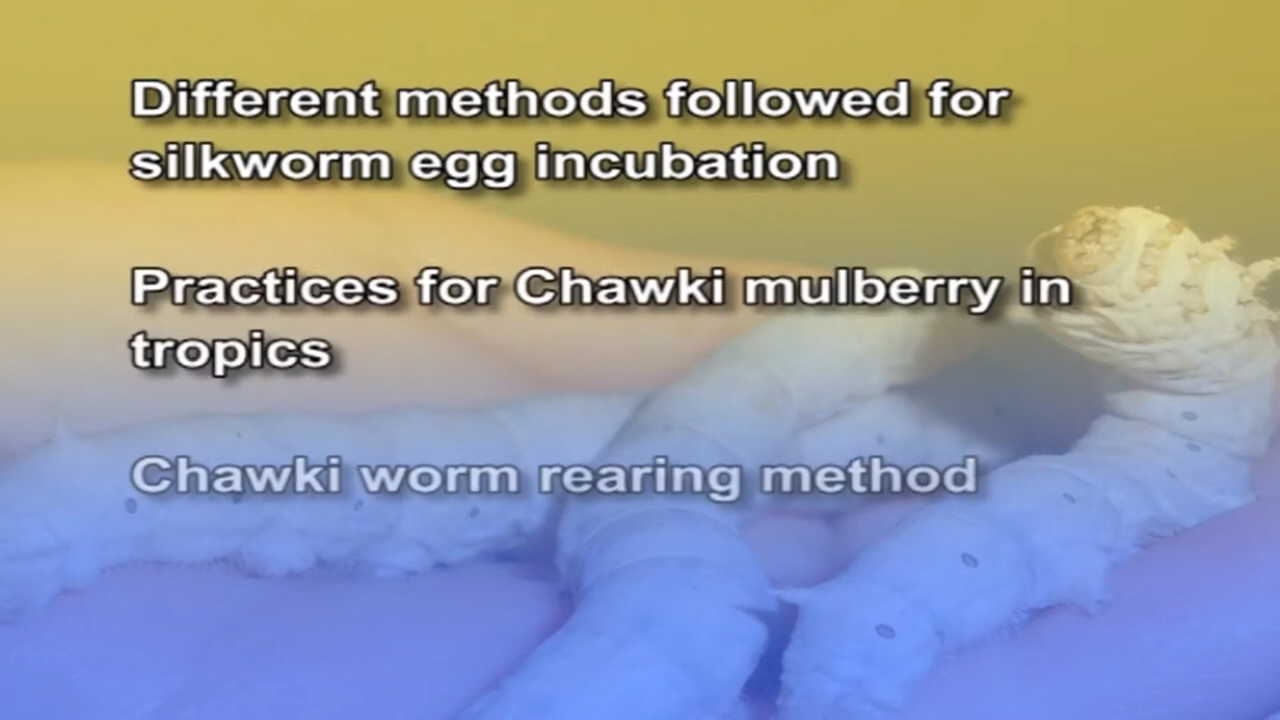 Different methods followed for
silkworm egg incubation
Practices for Chawki mulberry in
tropics
Chawki worm rearing method